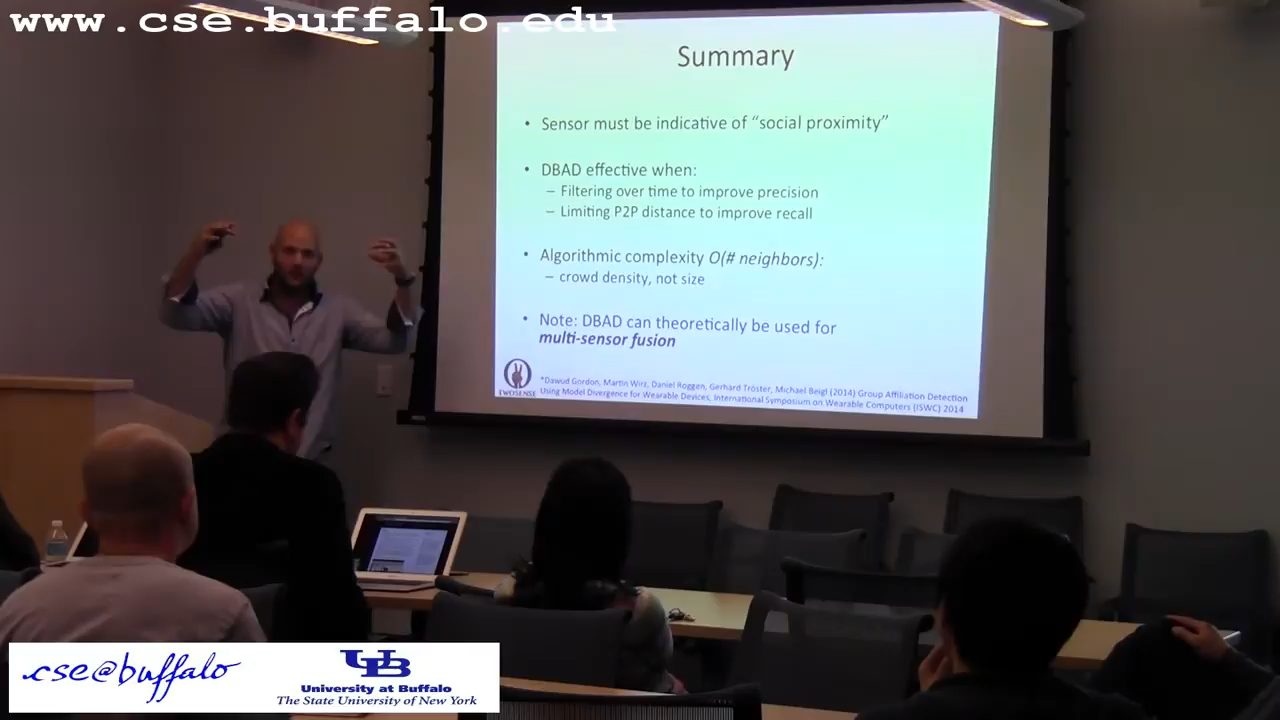 www.cse.buffalo.edu
Summary
• Sensor must be indicative of “social proximity”
• DBAD effective when:
– Filtering over time to improve precision
– Limiting P2P distance to improve recall
• Algorithmic complexity O(# neighbors):
– crowd density, not size
• Note: DBAD can theoretically be used for
multi-sensor fusion
*Dawud Gordon, Martin Wirz, Daniel Roggen, Gerhard Tröster, Michael Beigl (2014) Group Affiliation Detection
Using Model Divergence for Wearable Devices, International Symposium on Wearable Computers (ISWC) 2014
TWOSENSE
cse@buffalo
UB
University at Buffalo
The State University of New York